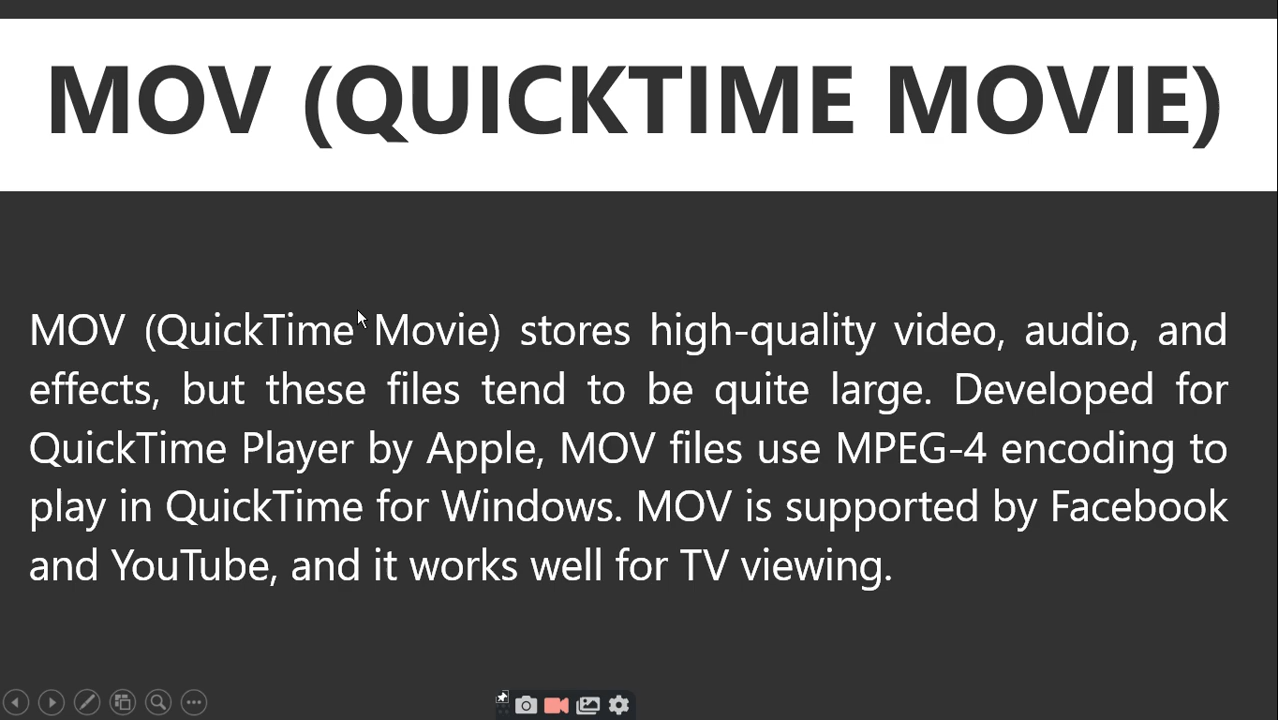 MOV (QUICKTIME MOVIE)
MOV (QuickTime Movie) stores high-quality video, audio, and
effects, but these files tend to be quite large. Developed for
QuickTime Player by Apple, MOV files use MPEG-4 encoding to
play in QuickTime for Windows. MOV is supported by Facebook
and YouTube, and it works well for TV viewing.